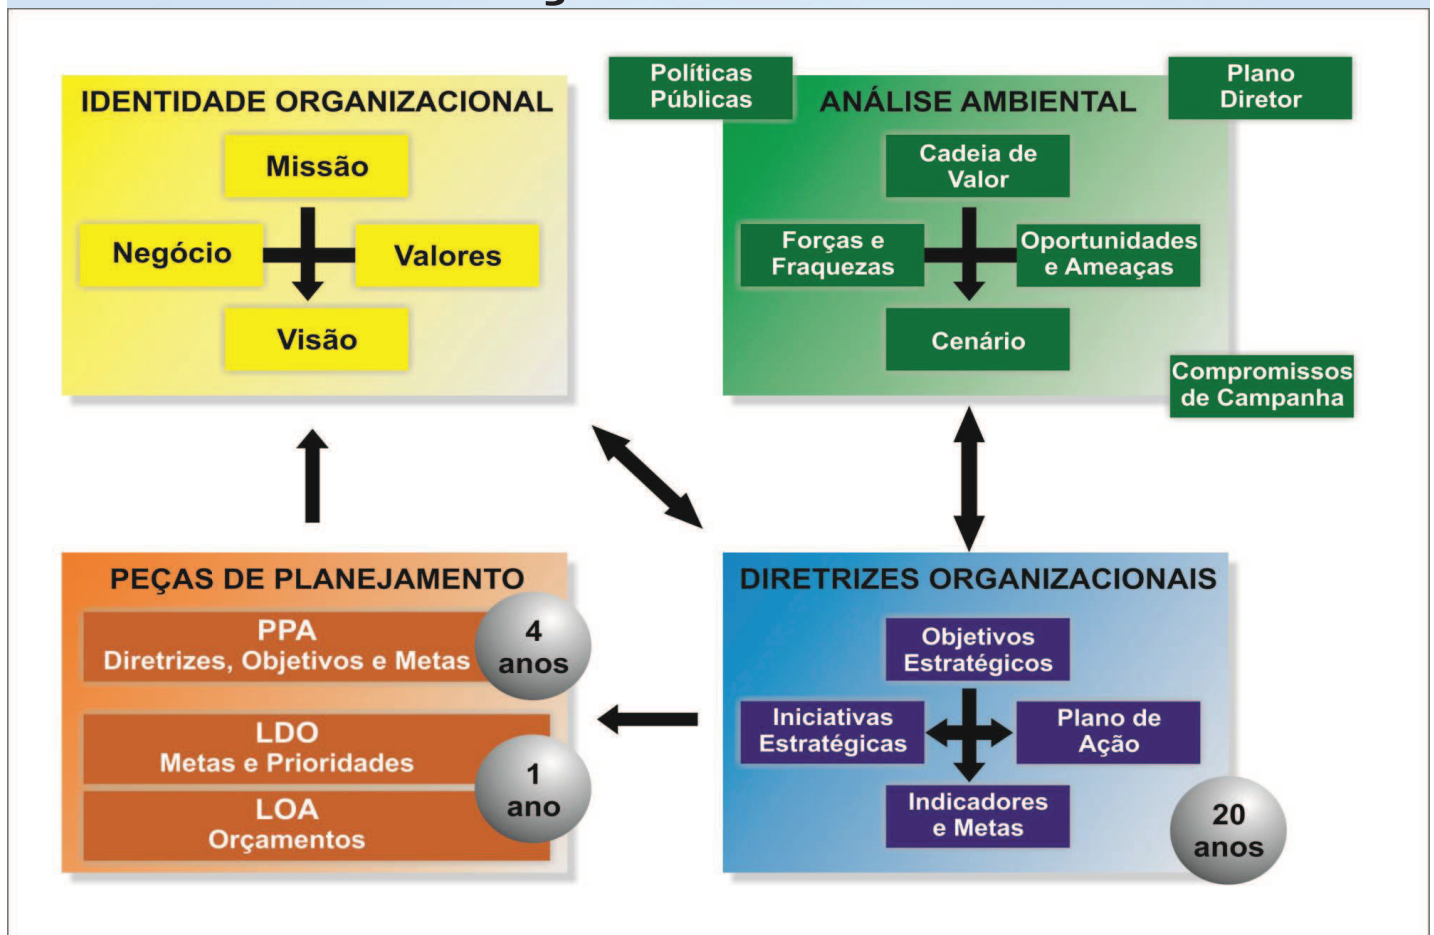 IDENTIDADE ORGANIZACIONAL
Missão
Negócio
Valores
Visão
Políticas
Públicas
ANÁLISE AMBIENTAL
Plano
Diretor
Cadeia de
Valor
Forças e
Fraquezas
Oportunidades
e Ameaças
Cenário
Compromissos
de Campanha
PEÇAS DE PLANEJAMENTO
PPA
Diretrizes, Objetivos e Metas
4
anos
LDO
Metas e Prioridades
1
ano
LOA
Orçamentos
DIRETRIZES ORGANIZACIONAIS
Objetivos
Estratégicos
Iniciativas
Estratégicas
Plano de
Ação
Indicadores
e Metas
20
anos